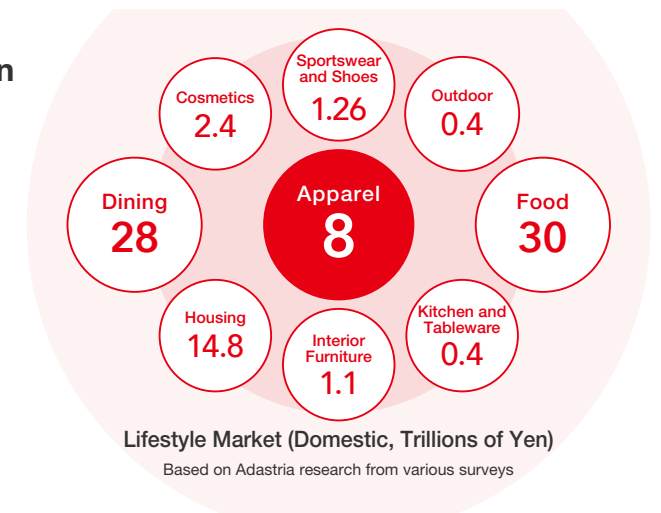 n
Sportswear
and Shoes
1.26
Cosmetics
2.4
Outdoor
0.4
Dining
28
Apparel
8
Food
30
Housing
14.8
Interior
Furniture
1.1
Kitchen and
Tableware
0.4
Lifestyle Market (Domestic, Trillions of Yen)
Based on Adastria research from various surveys